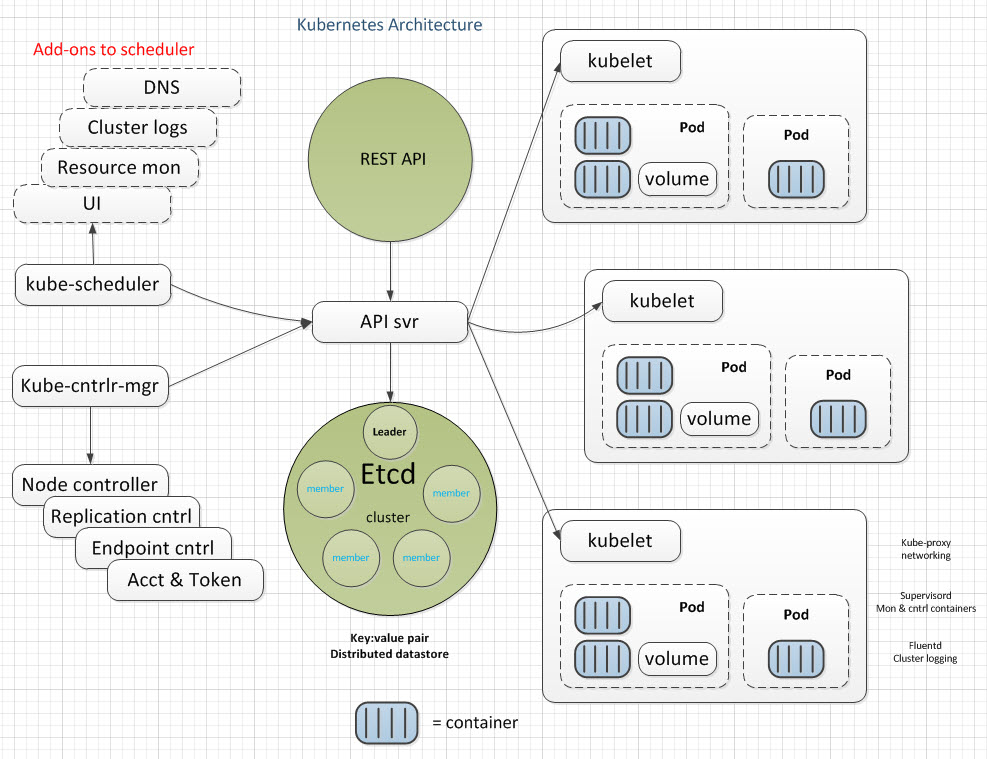 Kubernetes Architecture
Add-ons to scheduler
DNS
Cluster logs
Resource mon
UI
kube-scheduler
Kube-cntrlr-mgr
Node controller
Replication cntrl
Endpoint cntrl
Acct & Token
REST API
API svr
Leader
Etcd
member
member
cluster
member
member
Key:value pair
Distributed datastore
= container
kubelet
Pod
volume
Pod
kubelet
Pod
volume
Pod
kubelet
Pod
volume
Pod
Kube-proxy
networking
Supervisord
Mon & cntrl containers
Fluentd
Cluster logging